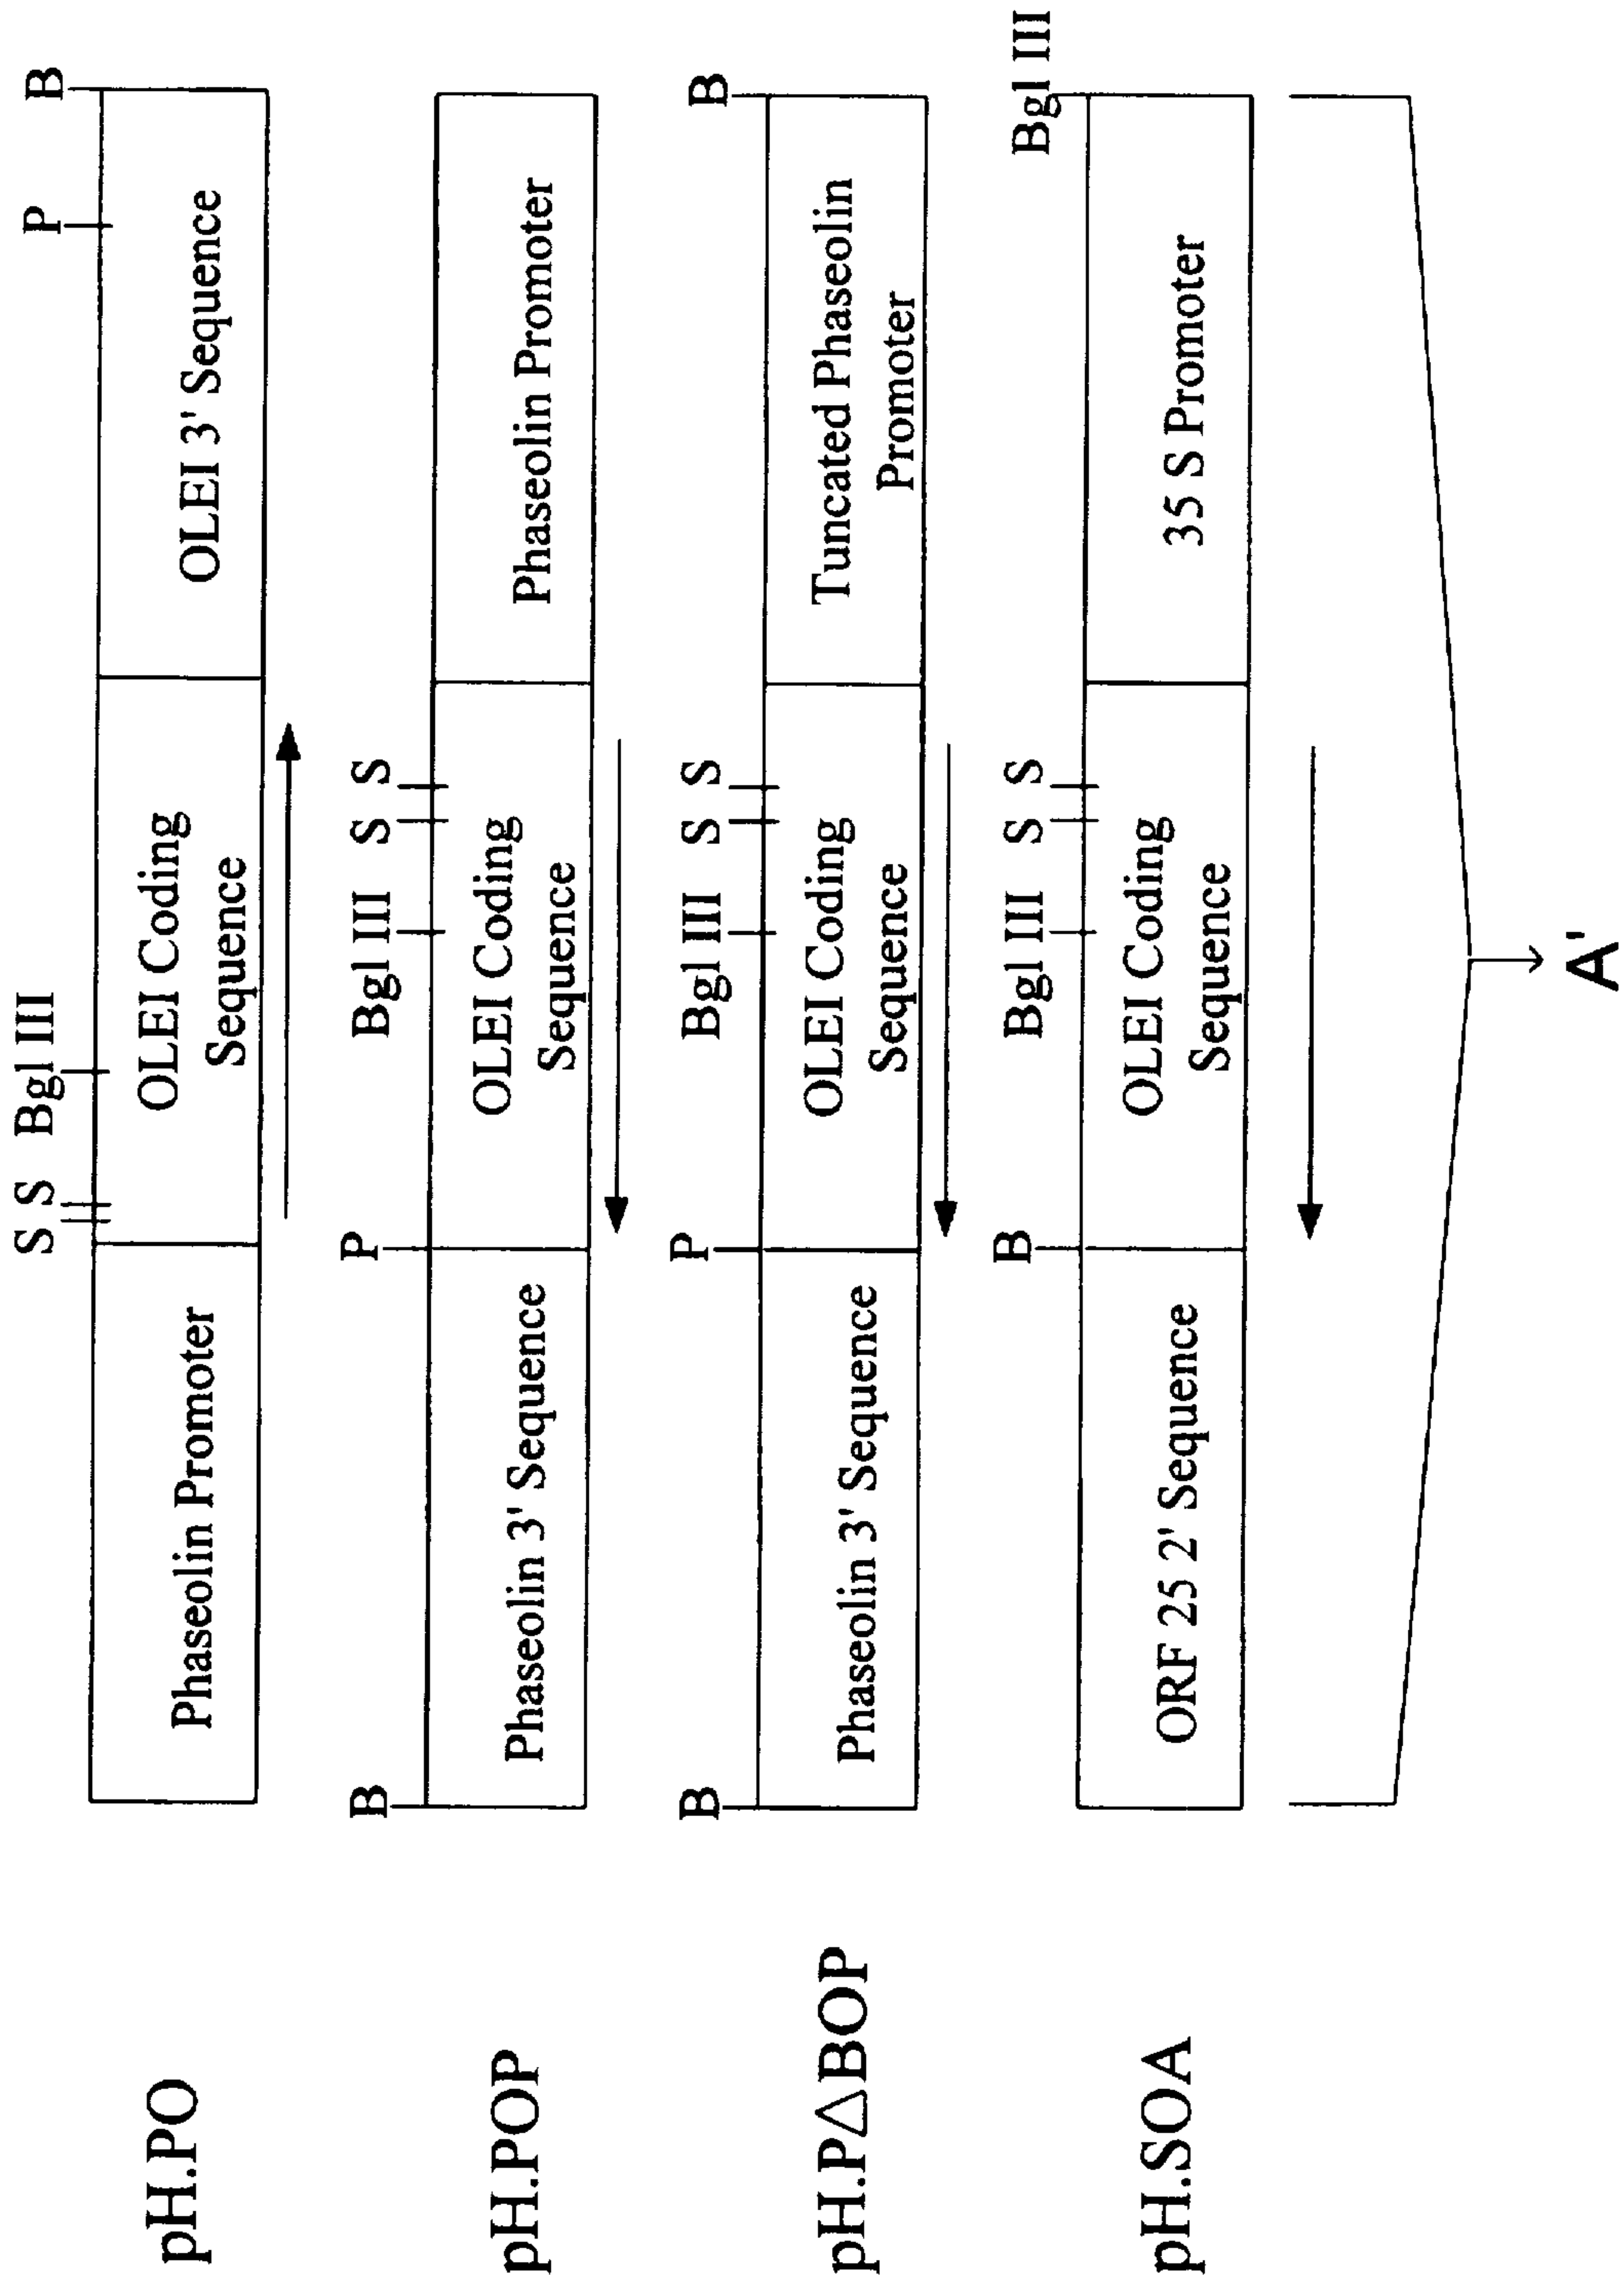 S S Bgl III P B
pH.PO
Phaseolin Promoter
OLEI Coding
Sequence
OLEI 3' Sequence
B P Bgl III S S
pH.POP
Phaseolin 3' Sequence
OLEI Coding
Sequence
Phaseolin Promoter
B P Bgl III S S B
pH.P△BOP
Phaseolin 3' Sequence
OLEI Coding
Sequence
Tuncated Phaseolin
Promoter
B Bgl III S S Bgl III
pH.SOA
ORF 25 2' Sequence
OLEI Coding
Sequence
35 S Promoter
A'